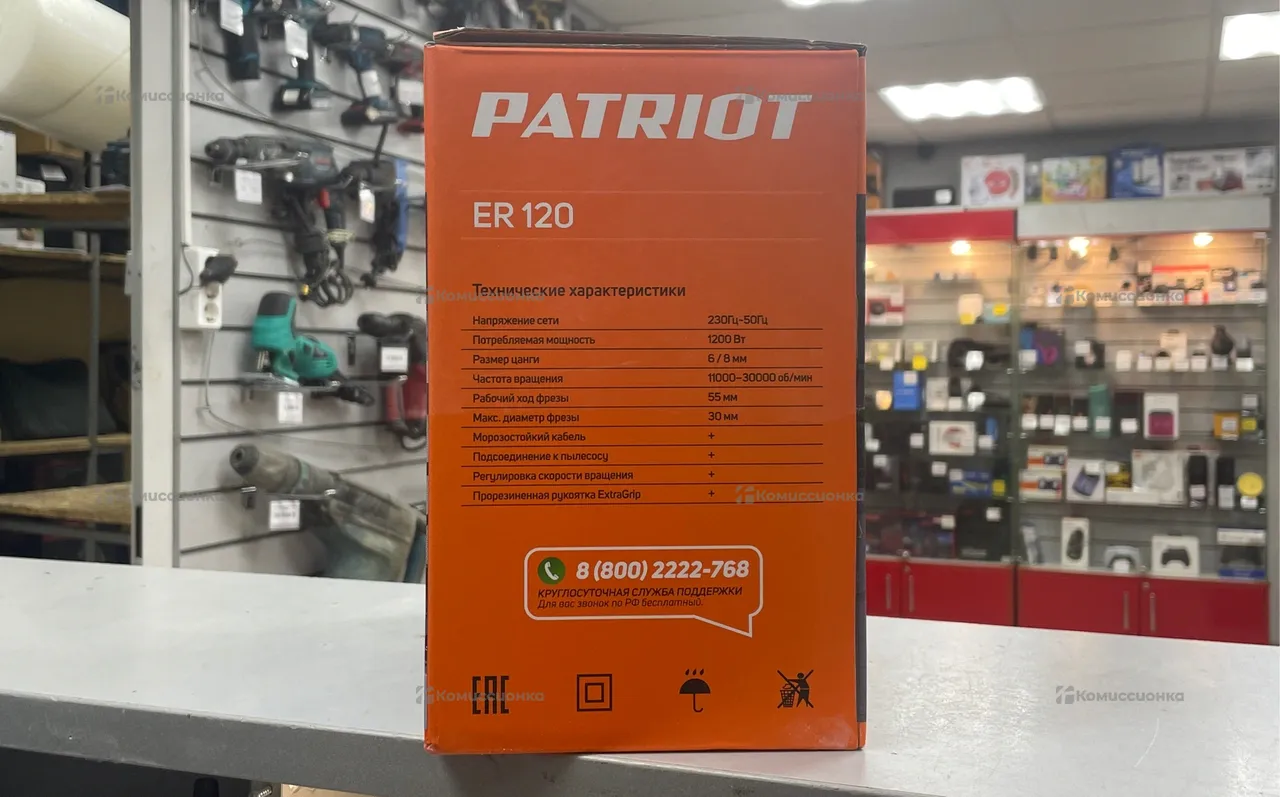 PATRIOT
ER 120
Технические характеристики
Напряжение сети 230Гц-50Гц
Потребляемая мощность 1200 Вт
Размер цанги 6 / 8 мм
Частота вращения 11000–30000 об/мин
Рабочий ход фрезы 55 мм
Макс. диаметр фрезы 30 мм
Морозостойкий кабель +
Подсоединение к пылесосу +
Регулировка скорости вращения +
Прорезиненная рукоятка ExtraGrip +
8 (800) 2222-768
КРУГЛОСУТОЧНАЯ СЛУЖБА ПОДДЕРЖКИ
Для вас звонок по РФ бесплатный.
EAC
Комиссионка
Комиссионка
Комиссионка
Комиссионка
Комиссионка
Комиссионка
Комиссионка
Комиссионка